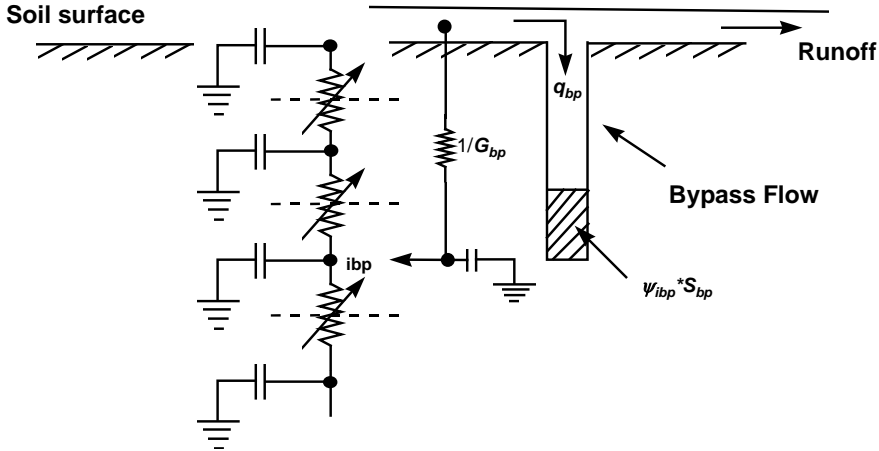 Soil surface
Runoff
q_bp
1/G_bp
Bypass Flow
ibp
ψ_ibp*S_bp